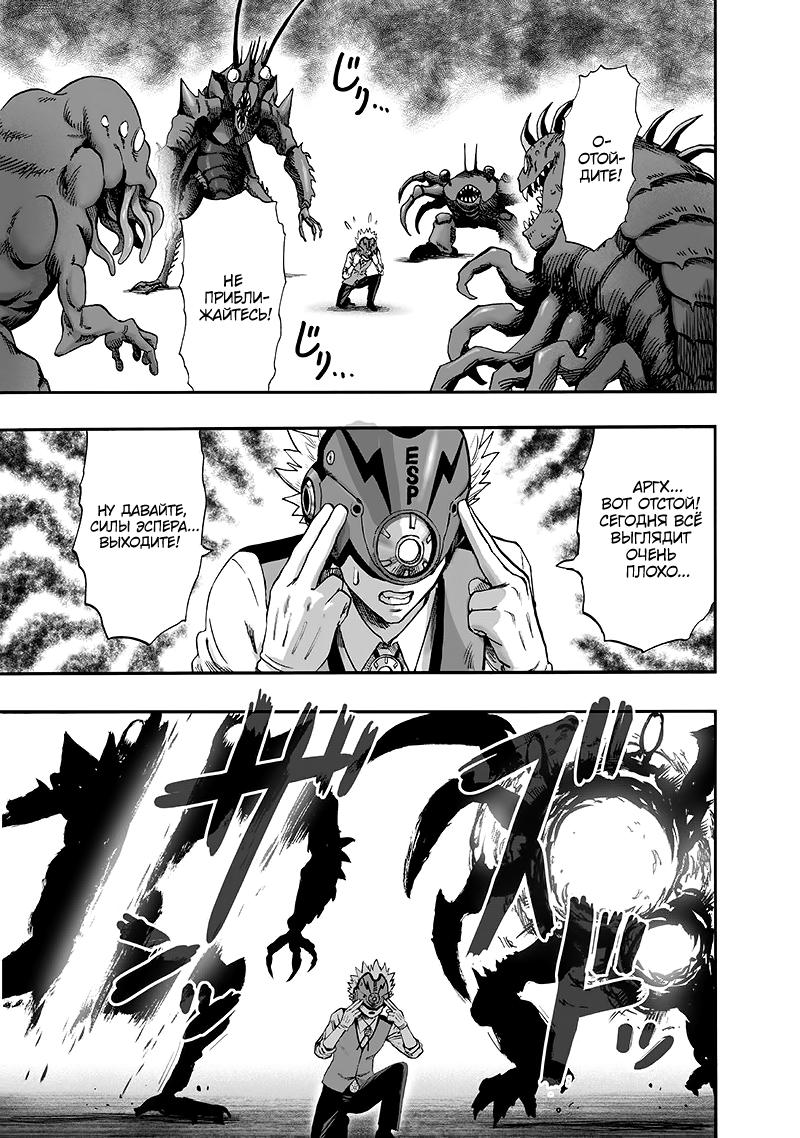 じり…
О-
ОТОЙ-
ДИТЕ!
НЕ
ПРИБЛИ-
ЖАЙТЕСЬ!
じり…
ESP
АРГХ...
ВОТ ОТСТОЙ!
СЕГОДНЯ ВСЁ
ВЫГЛЯДИТ
ОЧЕНЬ
ПЛОХО...
НУ ДАВАЙТЕ,
СИЛЫ ЭСПЕРА...
ВЫХОДИТЕ!
ズド
ザン